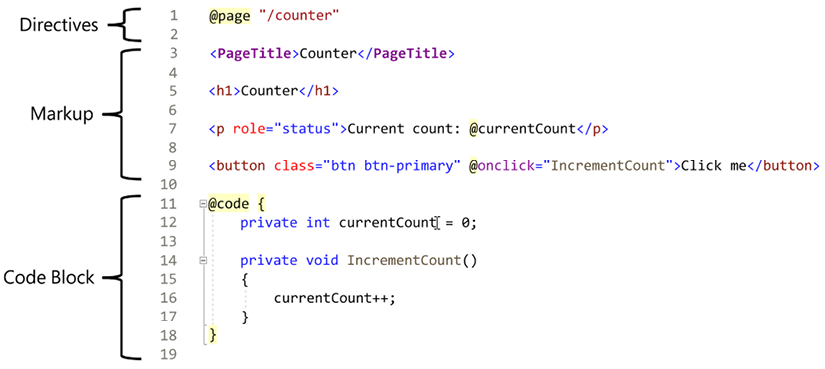 Directives
1 @page "/counter"
2
Markup
3 <PageTitle>Counter</PageTitle>
4
5 <h1>Counter</h1>
6
7 <p role="status">Current count: @currentCount</p>
8
9 <button class="btn btn-primary" @onclick="IncrementCount">Click me</button>
10
Code Block
11 @code {
12     private int currentCount = 0;
13
14     private void IncrementCount()
15     {
16         currentCount++;
17     }
18 }
19